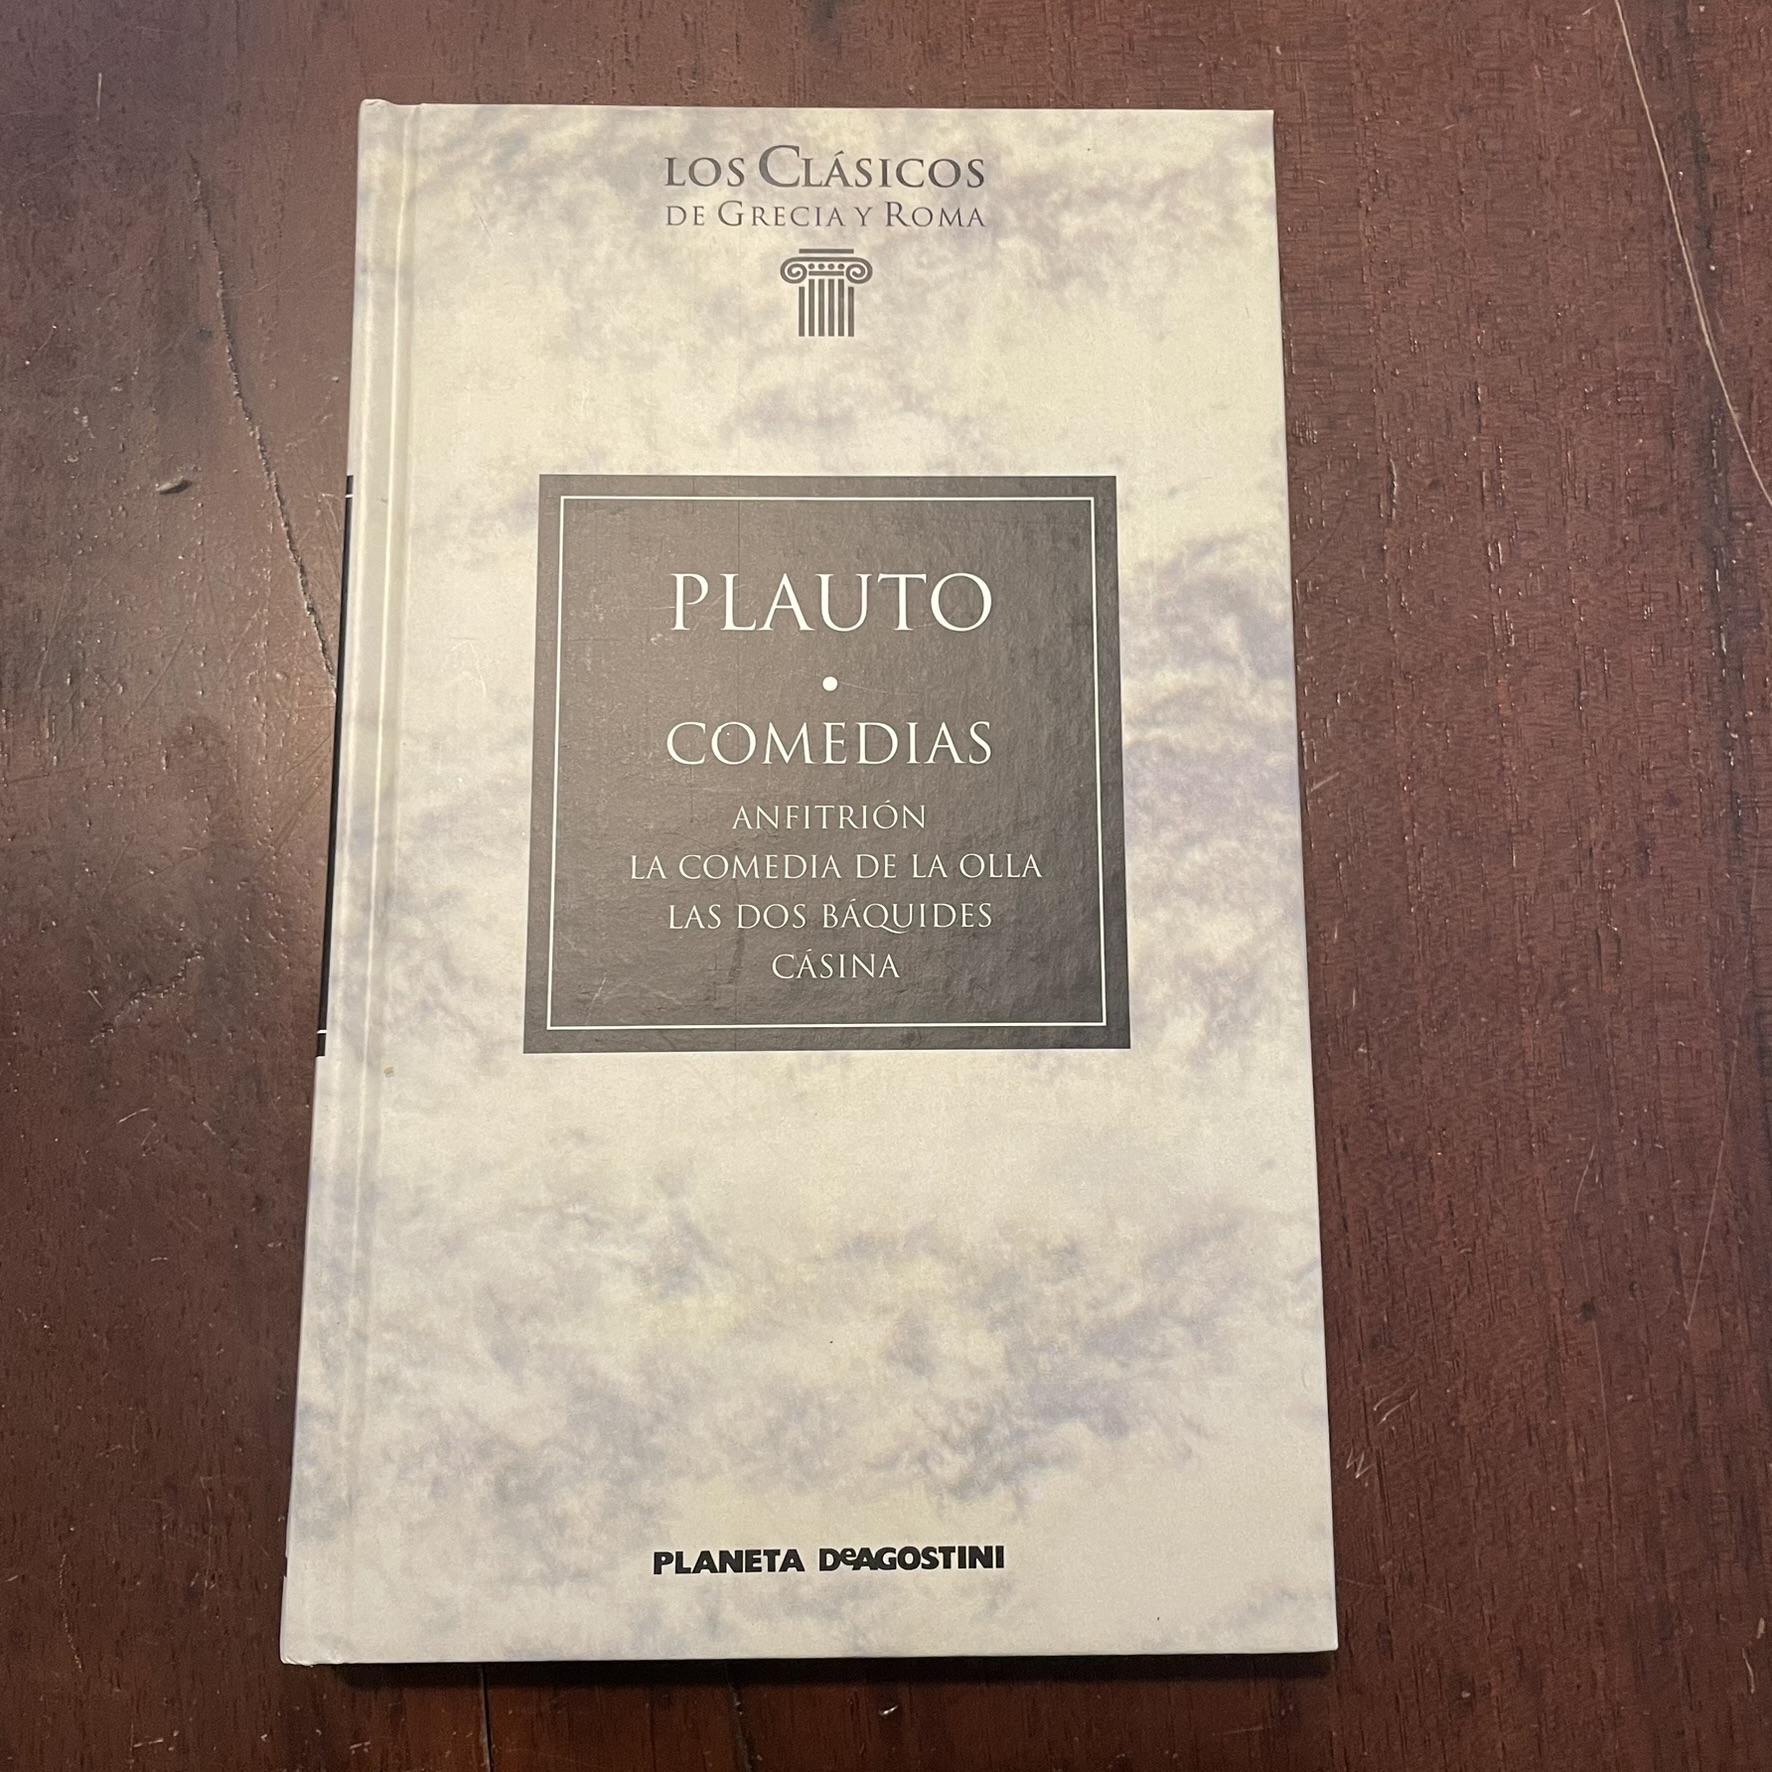 LOS CLÁSICOS
DE GRECIA Y ROMA
PLAUTO
•
COMEDIAS
ANFITRIÓN
LA COMEDIA DE LA OLLA
LAS DOS BÁQUIDES
CÁSINA
PLANETA DeAGOSTINI